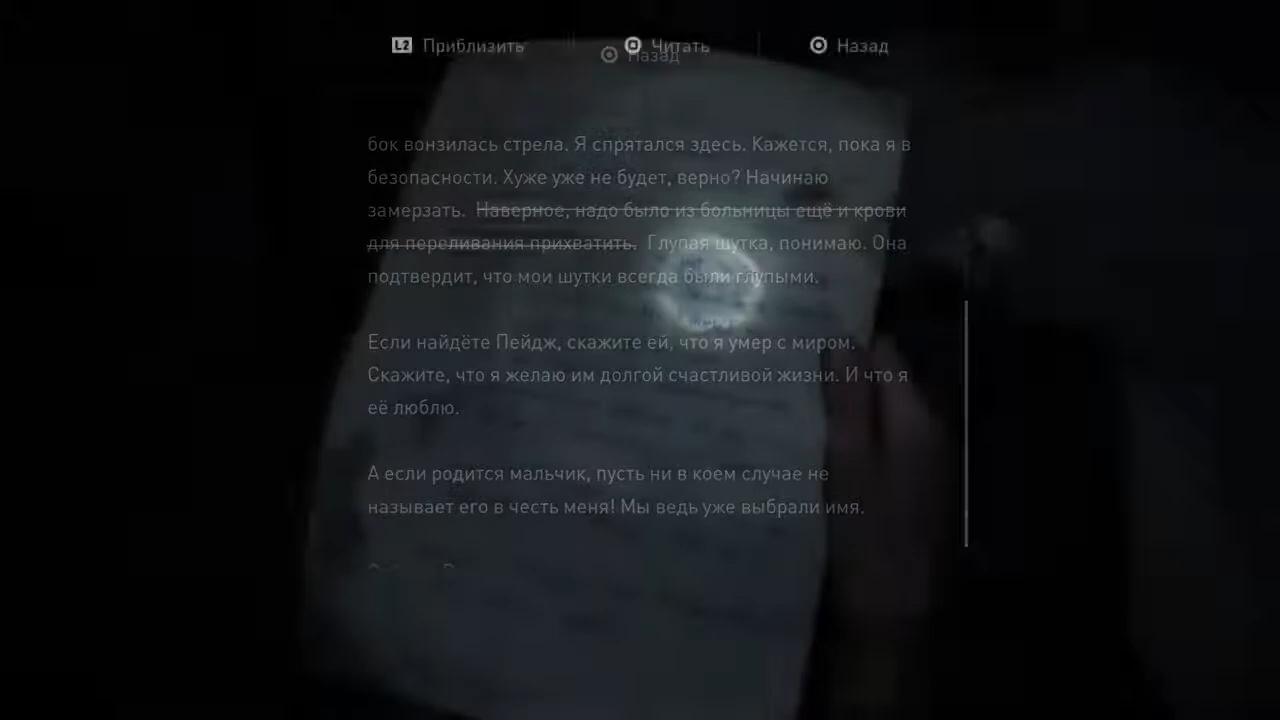 L2 Приблизить Читать Назад
Назад
бок вонзилась стрела. Я спрятался здесь. Кажется, пока я в
безопасности. Хуже уже не будет, верно? Начинаю
замерзать. Наверное, надо было из больницы ещё и крови
для переливания прихватить. Глупая шутка, понимаю. Она
подтвердит, что мои шутки всегда были глупыми.
Если найдёте Пейдж, скажите ей, что я умер с миром.
Скажите, что я желаю им долгой счастливой жизни. И что я
её люблю.
А если родится мальчик, пусть ни в коем случае не
называет его в честь меня! Мы ведь уже выбрали имя.